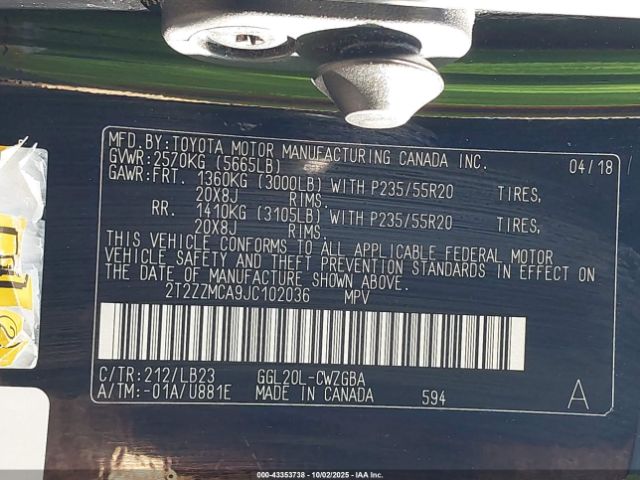 MFD.BY:TOYOTA MOTOR MANUFACTURING CANADA INC. 04/18
GVWR:2570KG (5665LB)
GAWR:FRT. 1360KG (3000LB) WITH P235/55R20 TIRES,
20X8J RIMS.
RR. 1410KG (3105LB) WITH P235/55R20 TIRES,
20X8J RIMS.
THIS VEHICLE CONFORMS TO ALL APPLICABLE FEDERAL MOTOR
VEHICLE SAFETY AND THEFT PREVENTION STANDARDS IN EFFECT ON
THE DATE OF MANUFACTURE SHOWN ABOVE.
2T2ZZMCA9JC102036 MPV
C/TR:212/LB23 GGL20L-CWZGBA
A/TM:-01A/U881E MADE IN CANADA 594 A
000-43353738 - 10/02/2025 - IAA Inc.